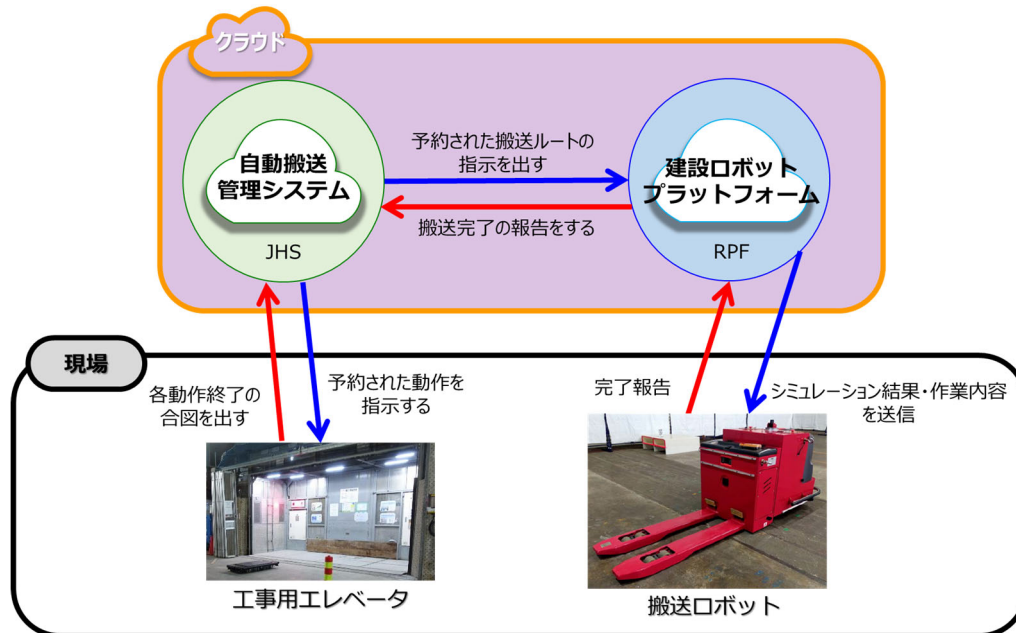 クラウド
自動搬送
管理システム
JHS
予約された搬送ルートの
指示を出す
搬送完了の報告をする
建設ロボット
プラットフォーム
RPF
現場
各動作終了の
合図を出す
予約された動作を
指示する
完了報告
シミュレーション結果・作業内容
を送信
工事用エレベータ
搬送ロボット